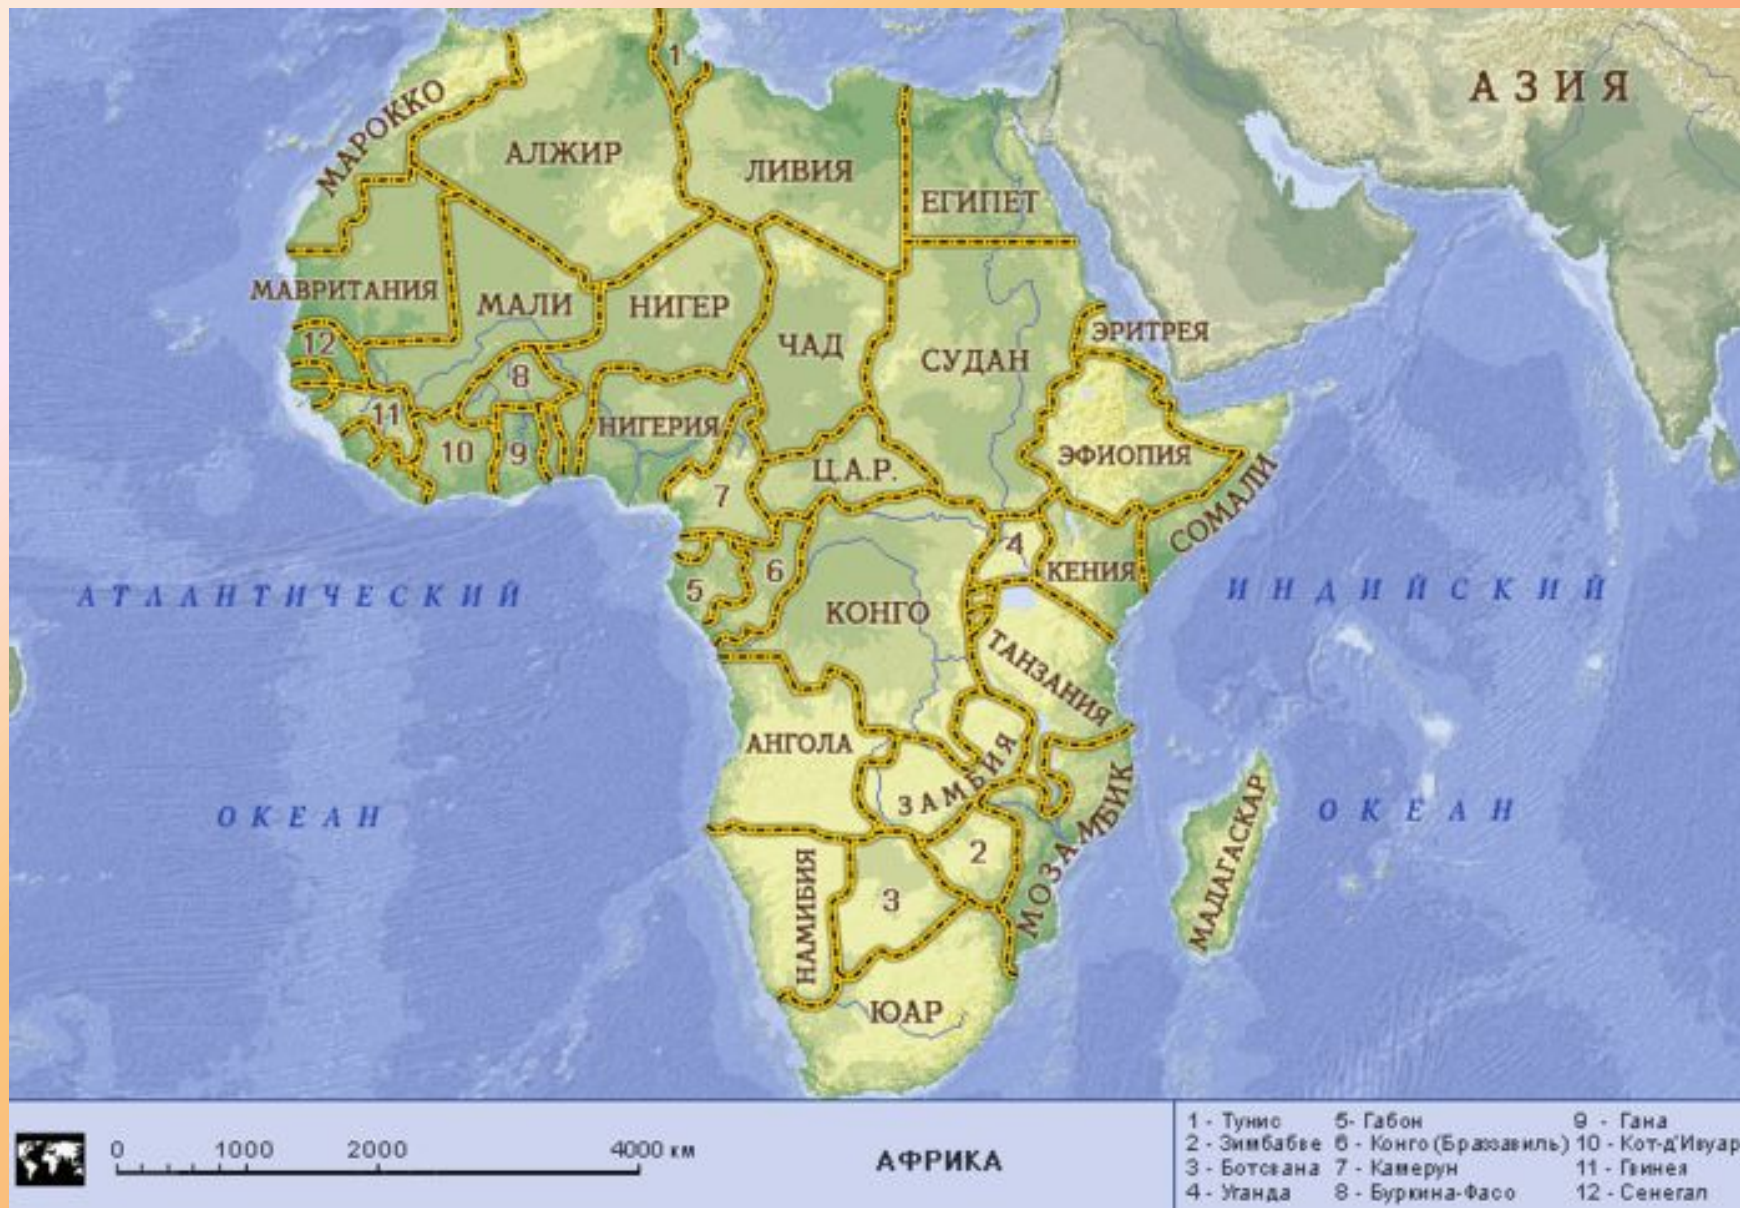 АЗИЯ
МАРОККО
1
АЛЖИР
ЛИВИЯ
ЕГИПЕТ
МАВРИТАНИЯ
МАЛИ
НИГЕР
ЧАД
СУДАН
ЭРИТРЕЯ
12
8
11
10
9
НИГЕРИЯ
7
Ц.А.Р.
ЭФИОПИЯ
СОМАЛИ
АТЛАНТИЧЕСКИЙ
ОКЕАН
5
6
КОНГО
4
КЕНИЯ
ИНДИЙСКИЙ
ОКЕАН
ТАНЗАНИЯ
АНГОЛА
ЗАМБИЯ
МОЗАМБИК
МАДАГАСКАР
НАМИБИЯ
3
2
ЮАР
0 1000 2000 4000 км
АФРИКА
1 - Тунис
2 - Зимбабве
3 - Ботсвана
4 - Уганда
5- Габон
6 - Конго (Браззавиль)
7 - Камерун
8 - Буркина-Фасо
9 - Гана
10 - Кот-д'Ивуар
11 - Гвинея
12 - Сенегал